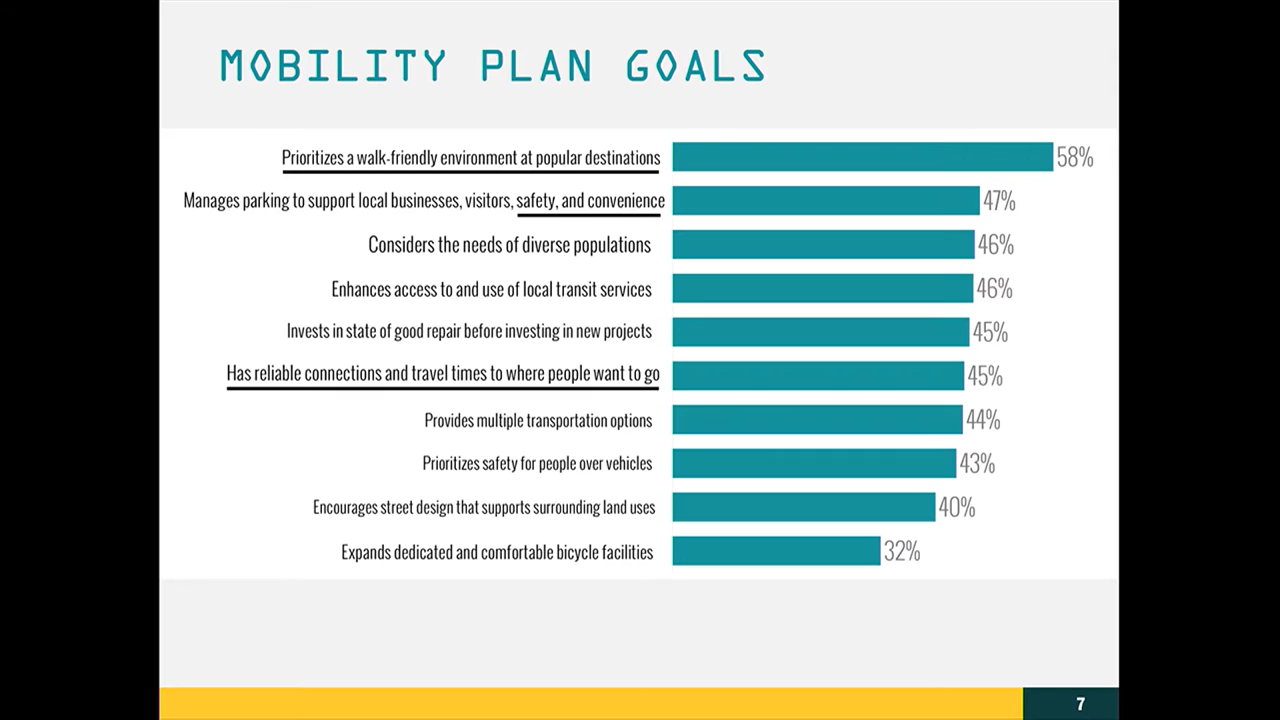 MOBILITY PLAN GOALS
Prioritizes a walk-friendly environment at popular destinations 58%
Manages parking to support local businesses, visitors, safety, and convenience 47%
Considers the needs of diverse populations 46%
Enhances access to and use of local transit services 46%
Invests in state of good repair before investing in new projects 45%
Has reliable connections and travel times to where people want to go 45%
Provides multiple transportation options 44%
Prioritizes safety for people over vehicles 43%
Encourages street design that supports surrounding land uses 40%
Expands dedicated and comfortable bicycle facilities 32%
7